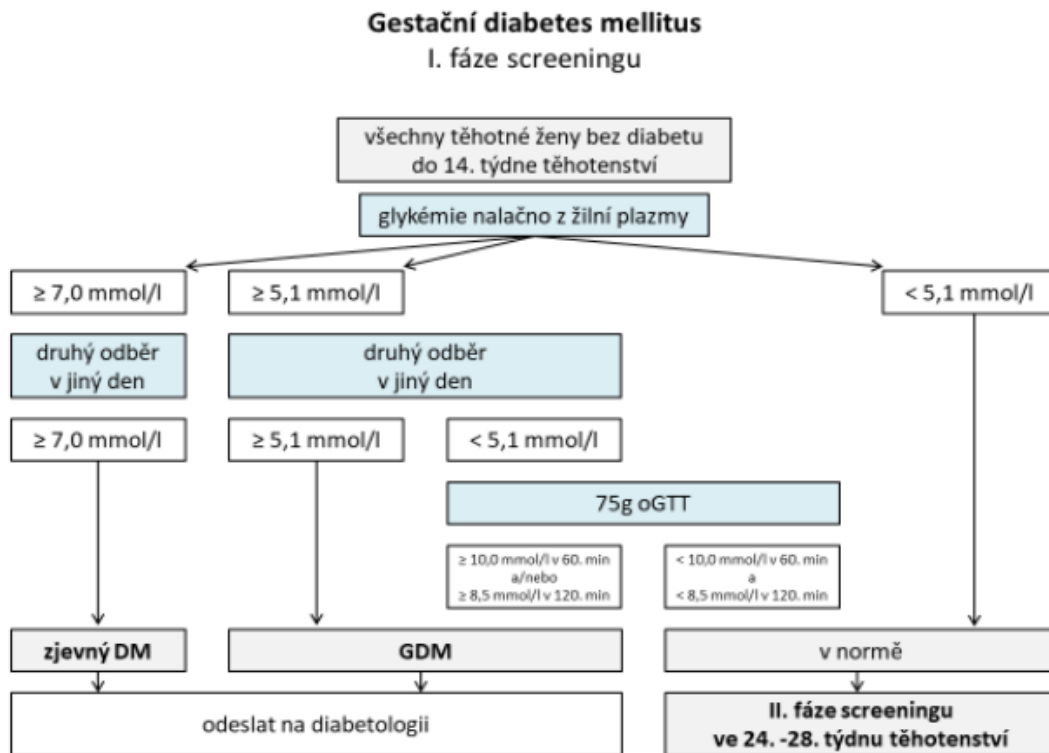 Gestační diabetes mellitus
I. fáze screeningu
všechny těhotné ženy bez diabetu
do 14. týdne těhotenství
glykémie nalačno z žilní plazmy
≥ 7,0 mmol/l
≥ 5,1 mmol/l
< 5,1 mmol/l
druhý odběr
v jiný den
druhý odběr
v jiný den
≥ 7,0 mmol/l
≥ 5,1 mmol/l
< 5,1 mmol/l
75g oGTT
≥ 10,0 mmol/l v 60. min
a/nebo
≥ 8,5 mmol/l v 120. min
< 10,0 mmol/l v 60. min
a
< 8,5 mmol/l v 120. min
zjevný DM
GDM
v normě
odeslat na diabetologii
II. fáze screeningu
ve 24. -28. týdnu těhotenství